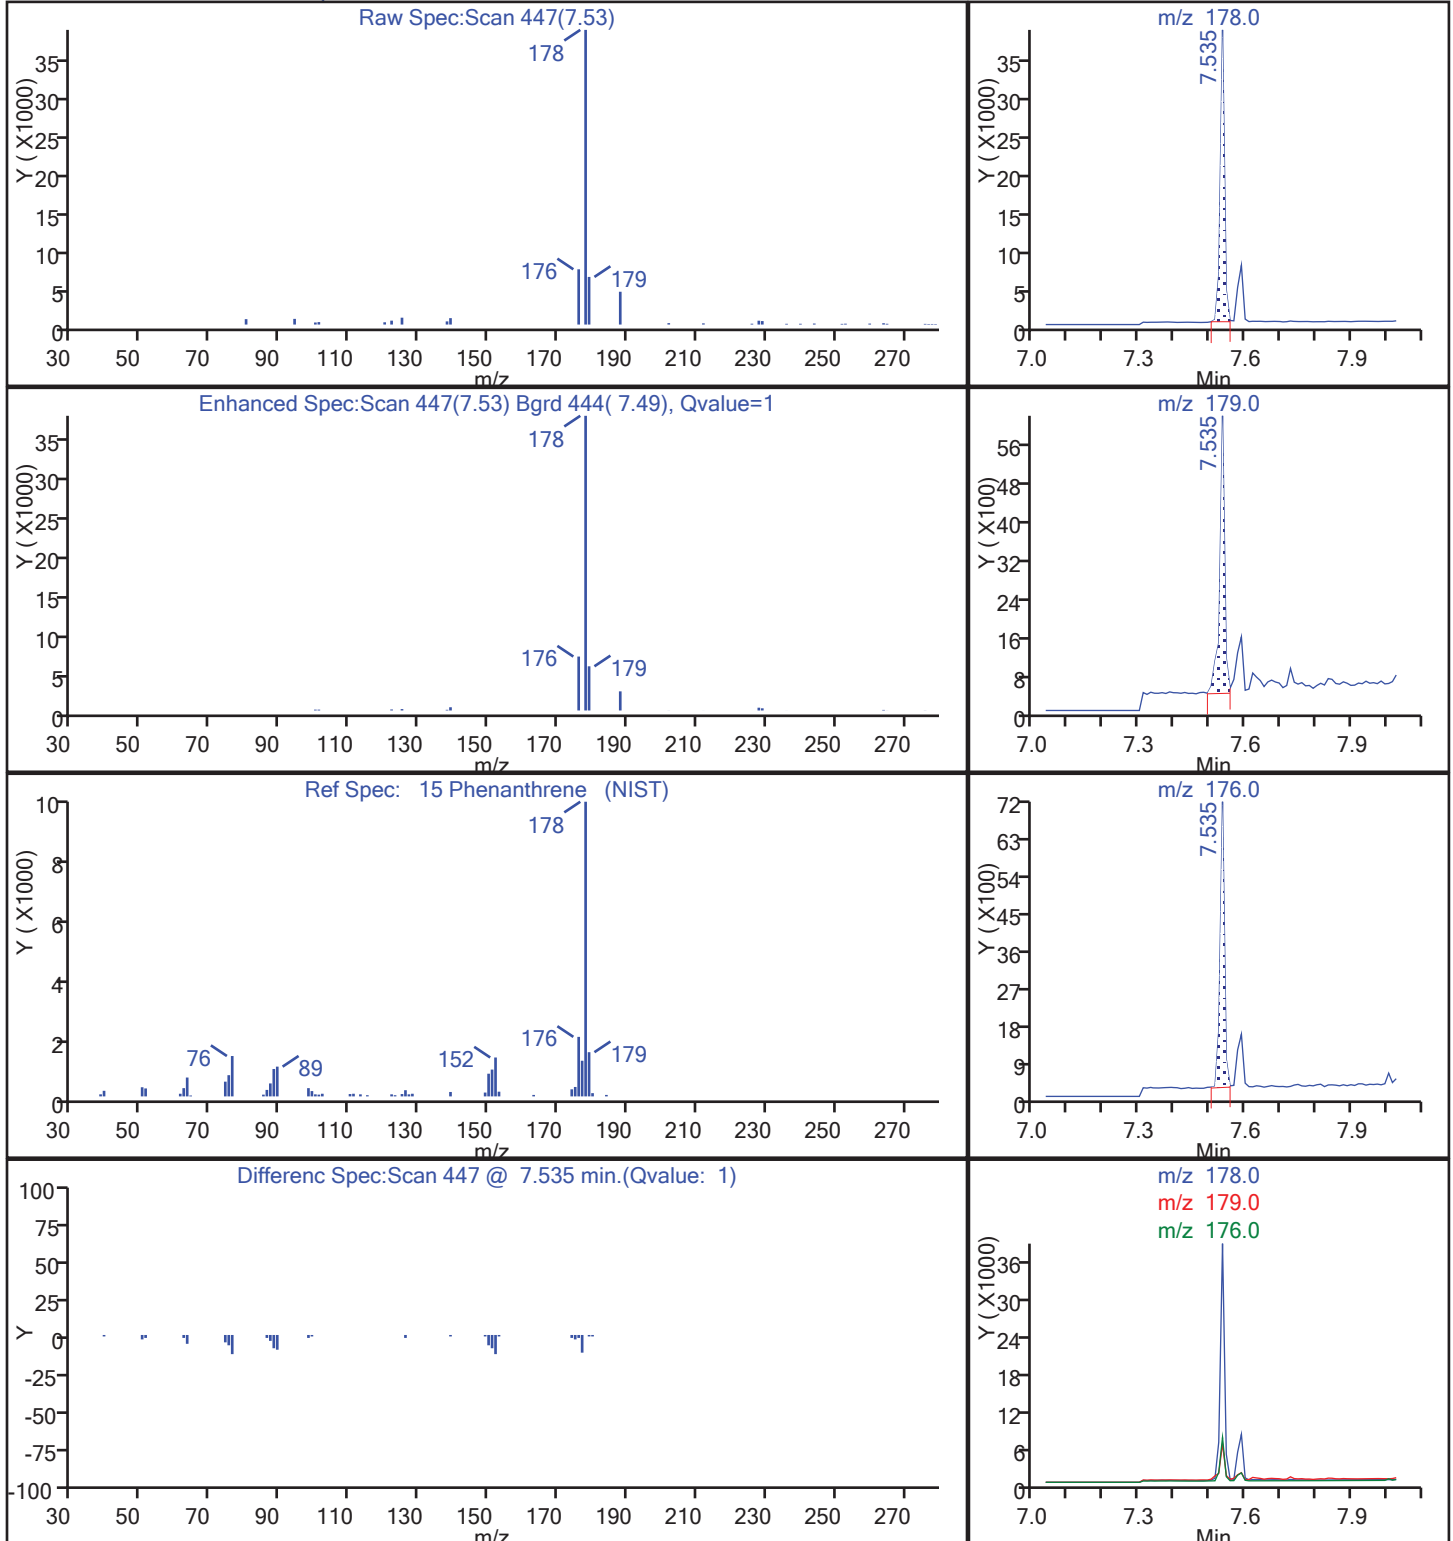 Raw Spec:Scan 447(7.53)
Y ( X1000)
35
30
25
20
15
10
5
0
178
176
179
30 50 70 90 110 130 150 170 190 210 230 250 270
m/z
m/z 178.0
Y ( X1000)
35
30
25
20
15
10
5
0
7.535
7.0 7.3 7.6 7.9
Min
Enhanced Spec:Scan 447(7.53) Bgrd 444( 7.49), Qvalue=1
Y ( X1000)
35
30
25
20
15
10
5
0
178
176
179
30 50 70 90 110 130 150 170 190 210 230 250 270
m/z
m/z 179.0
Y ( X100)
56
48
40
32
24
16
8
0
7.535
7.0 7.3 7.6 7.9
Min
Ref Spec: 15 Phenanthrene (NIST)
Y ( X1000)
10
8
6
4
2
0
178
176
179
76
89
152
30 50 70 90 110 130 150 170 190 210 230 250 270
m/z
m/z 176.0
Y ( X100)
72
63
54
45
36
27
18
9
0
7.535
7.0 7.3 7.6 7.9
Min
Differenc Spec:Scan 447 @ 7.535 min.(Qvalue: 1)
Y
100
75
50
25
0
-25
-50
-75
-100
30 50 70 90 110 130 150 170 190 210 230 250 270
m/z
m/z 178.0
m/z 179.0
m/z 176.0
Y ( X1000)
36
30
24
18
12
6
0
7.0 7.3 7.6 7.9
Min